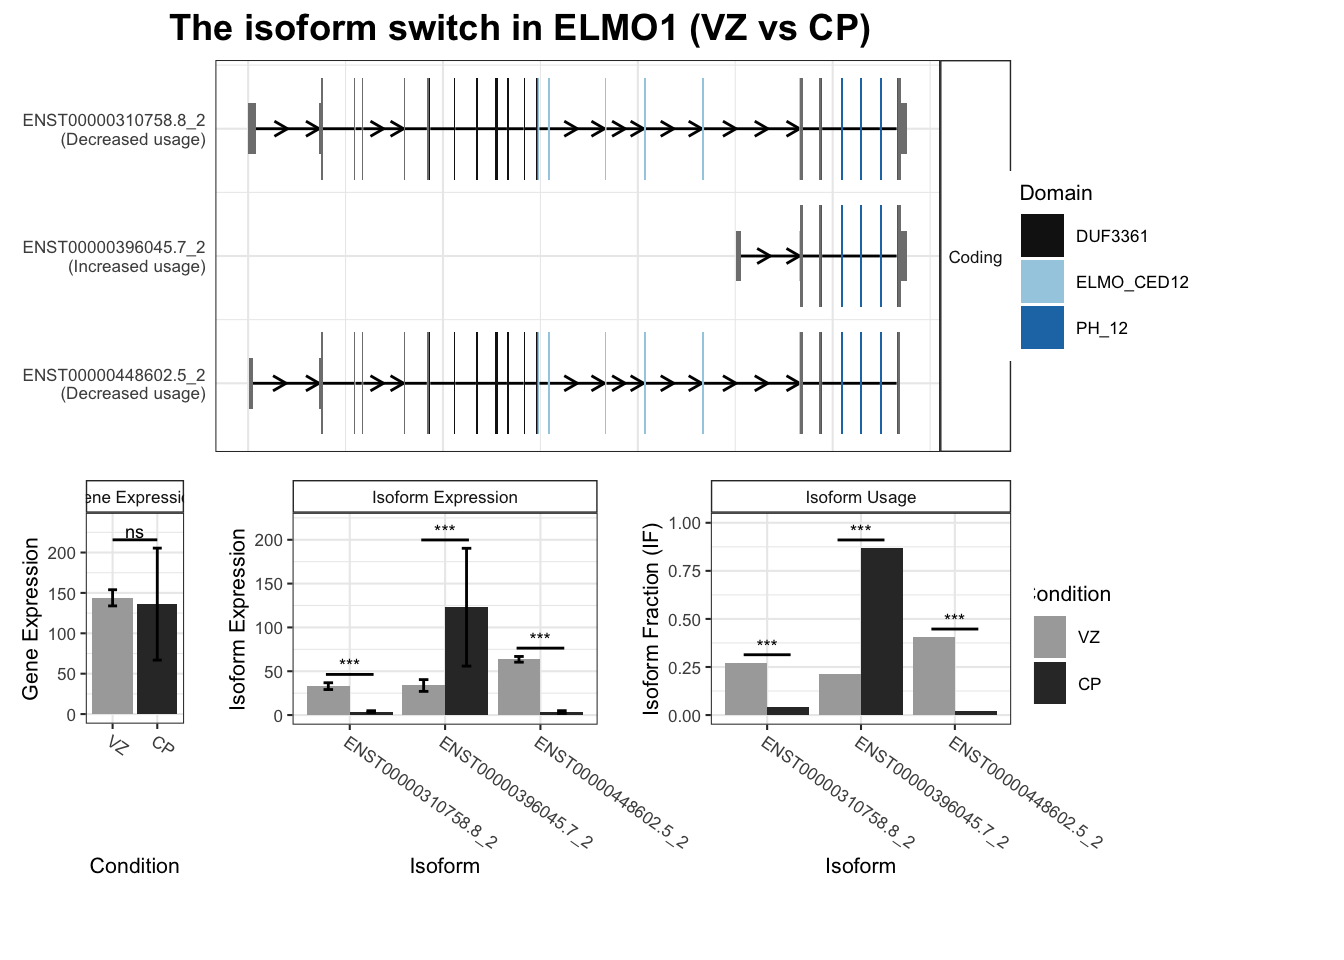 The isoform switch in ELMO1 (VZ vs CP)
ENST00000310758.8_2
(Decreased usage)
ENST00000396045.7_2
(Increased usage)
ENST00000448602.5_2
(Decreased usage)
Coding
Domain
DUF3361
ELMO_CED12
PH_12
ene Expressi
Gene Expression
200
150
100
50
0
ns
VZ
CP
Condition
Isoform Expression
Isoform Expression
200
150
100
50
0
***
***
***
ENST00000310758.8_2
ENST00000396045.7_2
ENST00000448602.5_2
Isoform
Isoform Usage
Isoform Fraction (IF)
1.00
0.75
0.50
0.25
0.00
***
***
***
ENST00000310758.8_2
ENST00000396045.7_2
ENST00000448602.5_2
Isoform
ondition
VZ
CP